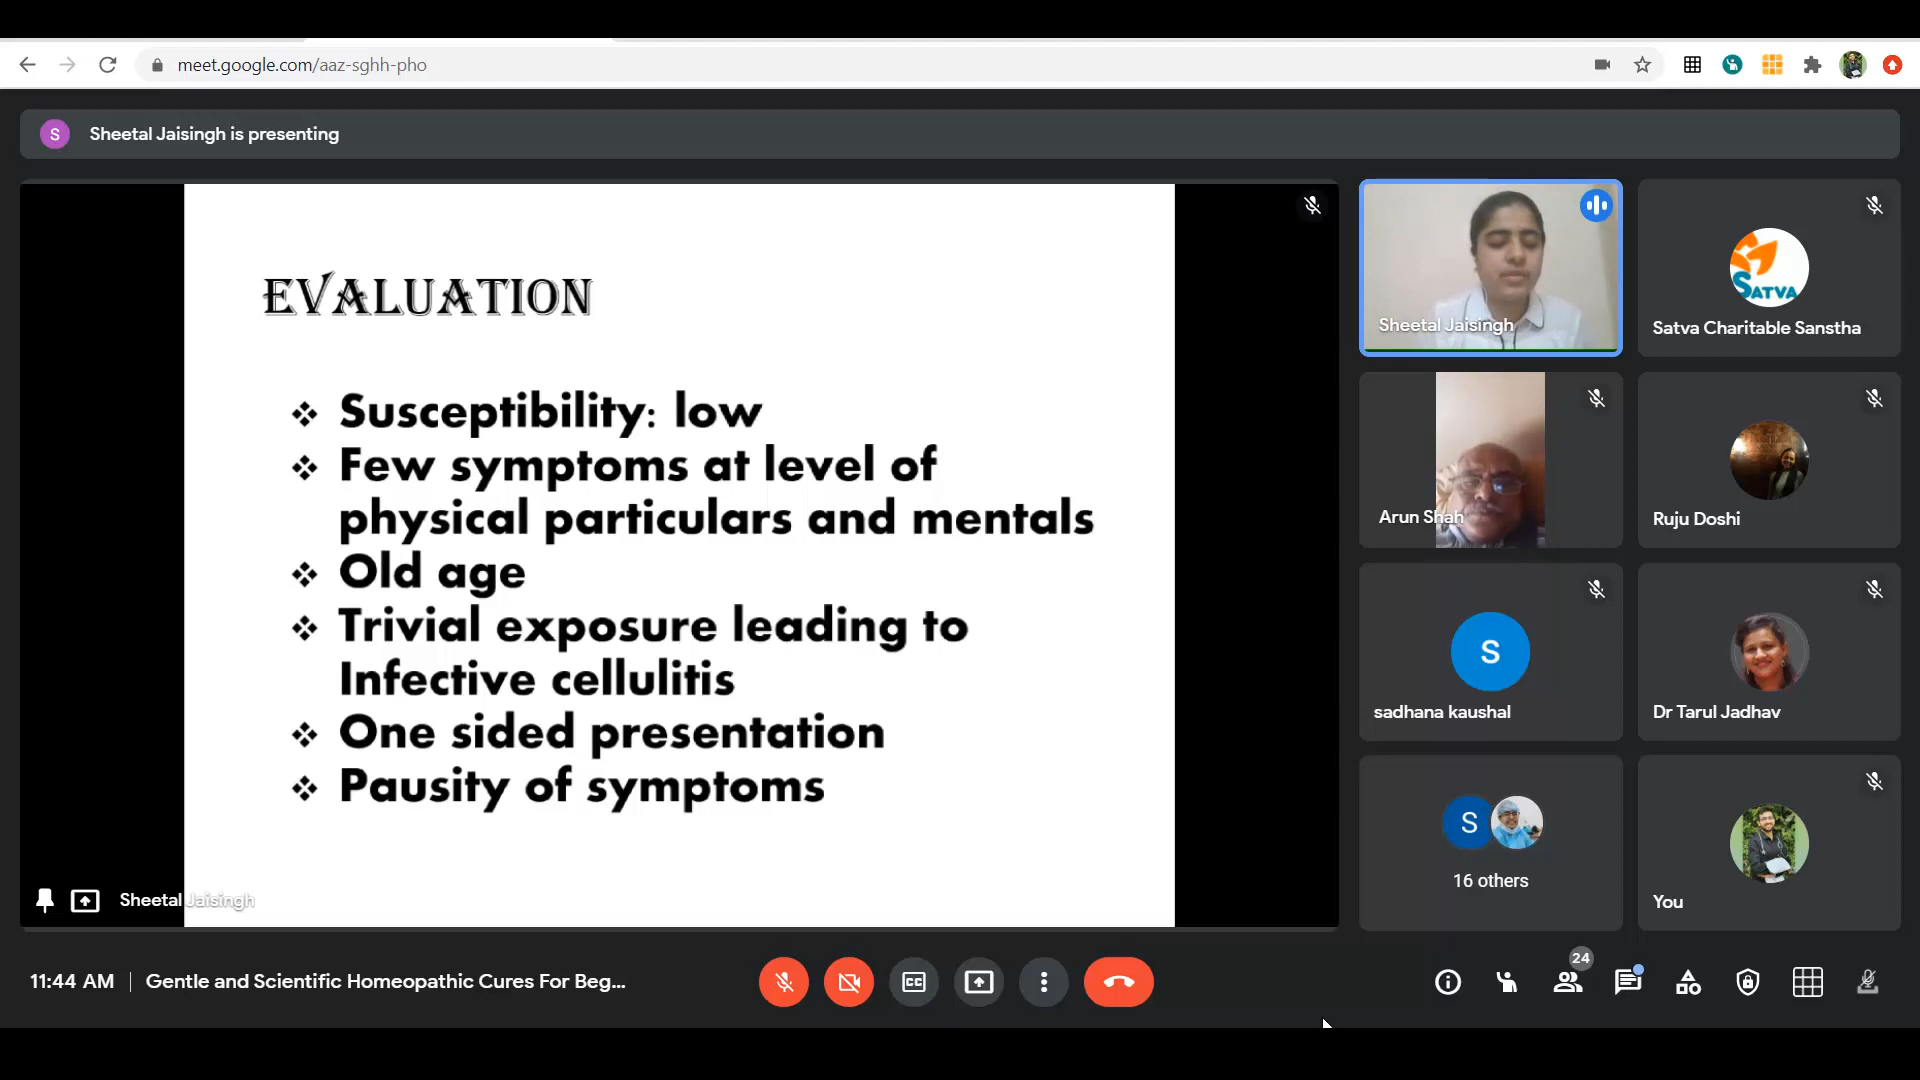 meet.google.com/aaz-sghh-pho
S
Sheetal Jaisingh is presenting
EVALUATION
❖ Susceptibility: low
❖ Few symptoms at level of
physical particulars and mentals
❖ Old age
❖ Trivial exposure leading to
Infective cellulitis
❖ One sided presentation
❖ Pausity of symptoms
Sheetal Jaisingh
Sheetal Jaisingh
SATVA
Satva Charitable Sanstha
Arun Shah
Ruju Doshi
S
sadhana kaushal
Dr Tarul Jadhav
S
16 others
You
11:44 AM | Gentle and Scientific Homeopathic Cures For Beg...
CC
24